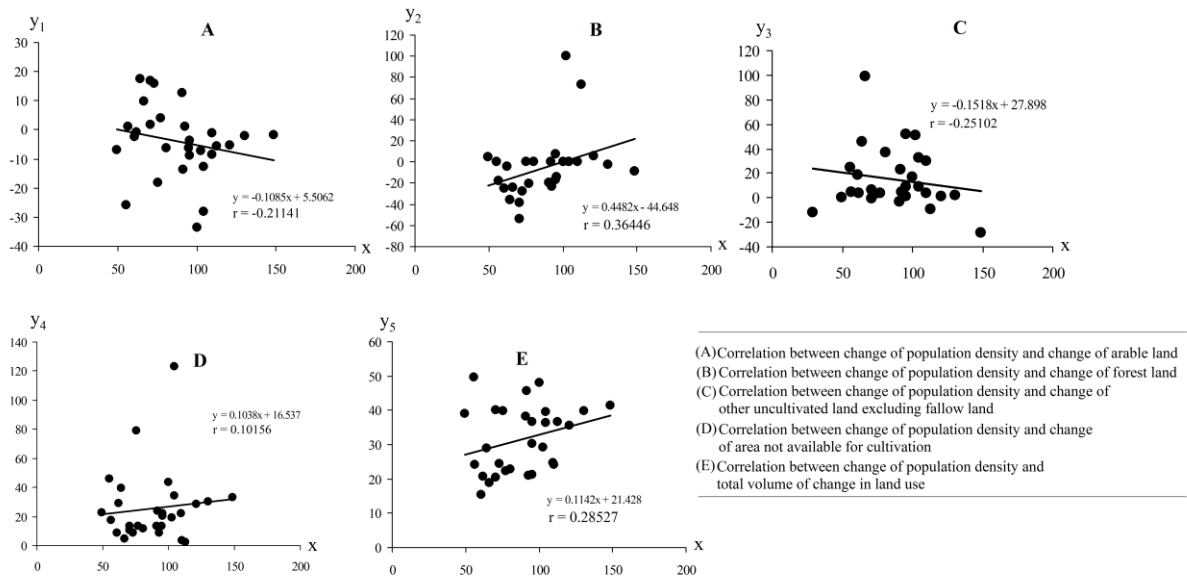 y1
A
30
20
10
0
-10
-20
-30
-40
0 50 100 150 200
x
y = -0.1085x + 5.5062
r = -0.21141
y2
B
120
100
80
60
40
20
0
-20
-40
-60
-80
0 50 100 150 200
x
y = 0.4482x - 44.648
r = 0.36446
y3
C
120
100
80
60
40
20
0
-20
-40
0 50 100 150 200
x
y = -0.1518x + 27.898
r = -0.25102
y4
D
140
120
100
80
60
40
20
0
0 50 100 150 200
x
y = 0.1038x + 16.537
r = 0.10156
y5
E
60
50
40
30
20
10
0
0 50 100 150 200
x
y = 0.1142x + 21.428
r = 0.28527
(A) Correlation between change of population density and change of arable land
(B) Correlation between change of population density and change of forest land
(C) Correlation between change of population density and change of
other uncultivated land excluding fallow land
(D) Correlation between change of population density and change
of area not available for cultivation
(E) Correlation between change of population density and
total volume of change in land use